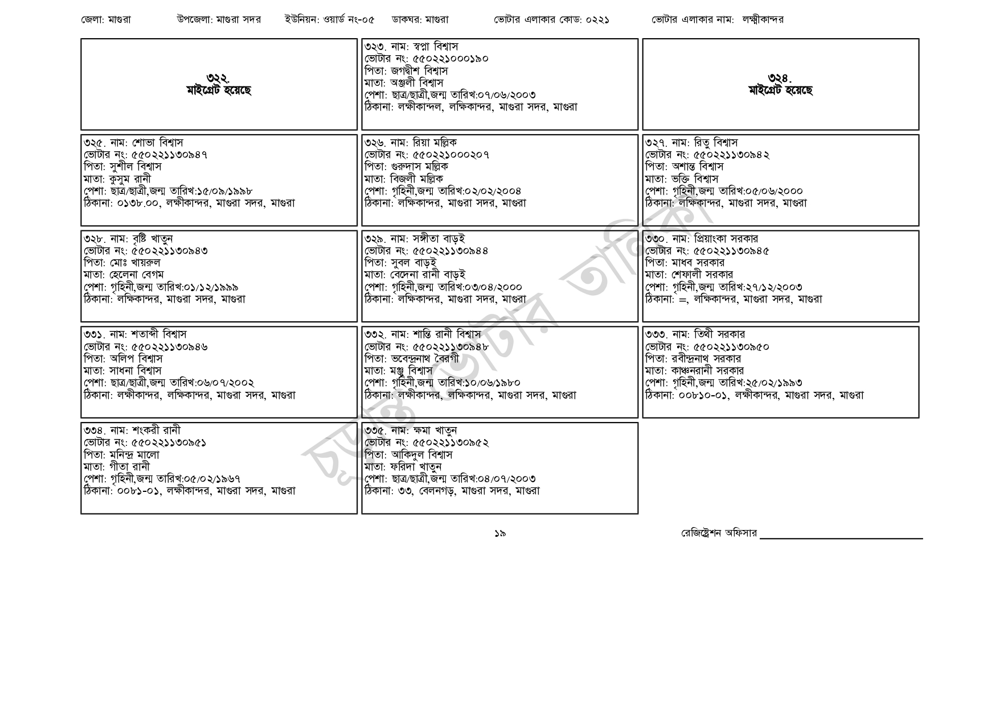 জেলা: মাগুরা উপজেলা: মাগুরা সদর ইউনিয়ন: ওয়ার্ড নং-০৫ ডাকঘর: মাগুরা ভোটার এলাকার কোড: ০২২১ ভোটার এলাকার নাম: লক্ষ্মীকান্দর
৩২২.
মাইগ্রেট হয়েছে
৩২৩. নাম: স্বপ্না বিশ্বাস
ভোটার নং: ৫৫০২২১০০০১৯০
পিতা: জগদ্বীশ বিশ্বাস
মাতা: অঞ্জলী বিশ্বাস
পেশা: ছাত্র/ছাত্রী,জন্ম তারিখ:০৭/০৬/২০০৩
ঠিকানা: লক্ষীকান্দল, লক্ষিকান্দর, মাগুরা সদর, মাগুরা
৩২৪.
মাইগ্রেট হয়েছে
৩২৫. নাম: শোভা বিশ্বাস
ভোটার নং: ৫৫০২২১১৩০৯৪৭
পিতা: সুশীল বিশ্বাস
মাতা: কুসুম রানী
পেশা: ছাত্র/ছাত্রী,জন্ম তারিখ:১৫/০৯/১৯৯৮
ঠিকানা: ০১৩৮.০০, লক্ষীকান্দর, মাগুরা সদর, মাগুরা
৩২৬. নাম: রিয়া মল্লিক
ভোটার নং: ৫৫০২২১০০০২০৭
পিতা: গুরুদাস মল্লিক
মাতা: বিজলী মল্লিক
পেশা: গৃহিনী,জন্ম তারিখ:০২/০২/২০০৪
ঠিকানা: লক্ষিকান্দর, মাগুরা সদর, মাগুরা
৩২৭. নাম: রিতু বিশ্বাস
ভোটার নং: ৫৫০২২১১৩০৯৪২
পিতা: অশান্ত বিশ্বাস
মাতা: ভক্তি বিশ্বাস
পেশা: গৃহিনী,জন্ম তারিখ:০৫/০৬/২০০০
ঠিকানা: লক্ষিকান্দর, মাগুরা সদর, মাগুরা
৩২৮. নাম: বৃষ্টি খাতুন
ভোটার নং: ৫৫০২২১১৩০৯৪৩
পিতা: মোঃ খায়রুল
মাতা: হেলেনা বেগম
পেশা: গৃহিনী,জন্ম তারিখ:০১/১২/১৯৯৯
ঠিকানা: লক্ষিকান্দর, মাগুরা সদর, মাগুরা
৩২৯. নাম: সঙ্গীতা বাড়ই
ভোটার নং: ৫৫০২২১১৩০৯৪৪
পিতা: সুবল বাড়ই
মাতা: বেদেনা রানী বাড়ই
পেশা: গৃহিনী,জন্ম তারিখ:০৩/০৪/২০০০
ঠিকানা: লক্ষিকান্দর, মাগুরা সদর, মাগুরা
৩৩০. নাম: প্রিয়াংকা সরকার
ভোটার নং: ৫৫০২২১১৩০৯৪৫
পিতা: মাধব সরকার
মাতা: শেফালী সরকার
পেশা: গৃহিনী,জন্ম তারিখ:২৭/১২/২০০৩
ঠিকানা: =, লক্ষিকান্দর, মাগুরা সদর, মাগুরা
৩৩১. নাম: শতাব্দী বিশ্বাস
ভোটার নং: ৫৫০২২১১৩০৯৪৬
পিতা: অলিপ বিশ্বাস
মাতা: সাধনা বিশ্বাস
পেশা: ছাত্র/ছাত্রী,জন্ম তারিখ:০৬/০৭/২০০২
ঠিকানা: লক্ষীকান্দর, লক্ষিকান্দর, মাগুরা সদর, মাগুরা
৩৩২. নাম: শান্তি রানী বিশ্বাস
ভোটার নং: ৫৫০২২১১৩০৯৪৮
পিতা: ভবেন্দ্রনাথ বৈরগী
মাতা: মঞ্জু বিশ্বাস
পেশা: গৃহিনী,জন্ম তারিখ:১০/০৬/১৯৮০
ঠিকানা: লক্ষীকান্দর, লক্ষিকান্দর, মাগুরা সদর, মাগুরা
৩৩৩. নাম: তিথী সরকার
ভোটার নং: ৫৫০২২১১৩০৯৫০
পিতা: রবীন্দ্রনাথ সরকার
মাতা: কাঞ্চনরানী সরকার
পেশা: গৃহিনী,জন্ম তারিখ:২৫/০২/১৯৯৩
ঠিকানা: ০০৮১০-০১, লক্ষীকান্দর, মাগুরা সদর, মাগুরা
৩৩৪. নাম: শংকরী রানী
ভোটার নং: ৫৫০২২১১৩০৯৫১
পিতা: মনিন্দ্র মালো
মাতা: গীতা রানী
পেশা: গৃহিনী,জন্ম তারিখ:০৫/০২/১৯৬৭
ঠিকানা: ০০৮১-০১, লক্ষীকান্দর, মাগুরা সদর, মাগুরা
৩৩৫. নাম: ক্ষমা খাতুন
ভোটার নং: ৫৫০২২১১৩০৯৫২
পিতা: আকিদুল বিশ্বাস
মাতা: ফরিদা খাতুন
পেশা: ছাত্র/ছাত্রী,জন্ম তারিখ:০৪/০৭/২০০৩
ঠিকানা: ৩৩, বেলনগড়, মাগুরা সদর, মাগুরা
চূড়ান্ত ভোটার তালিকা
১৯ রেজিষ্ট্রেশন অফিসার